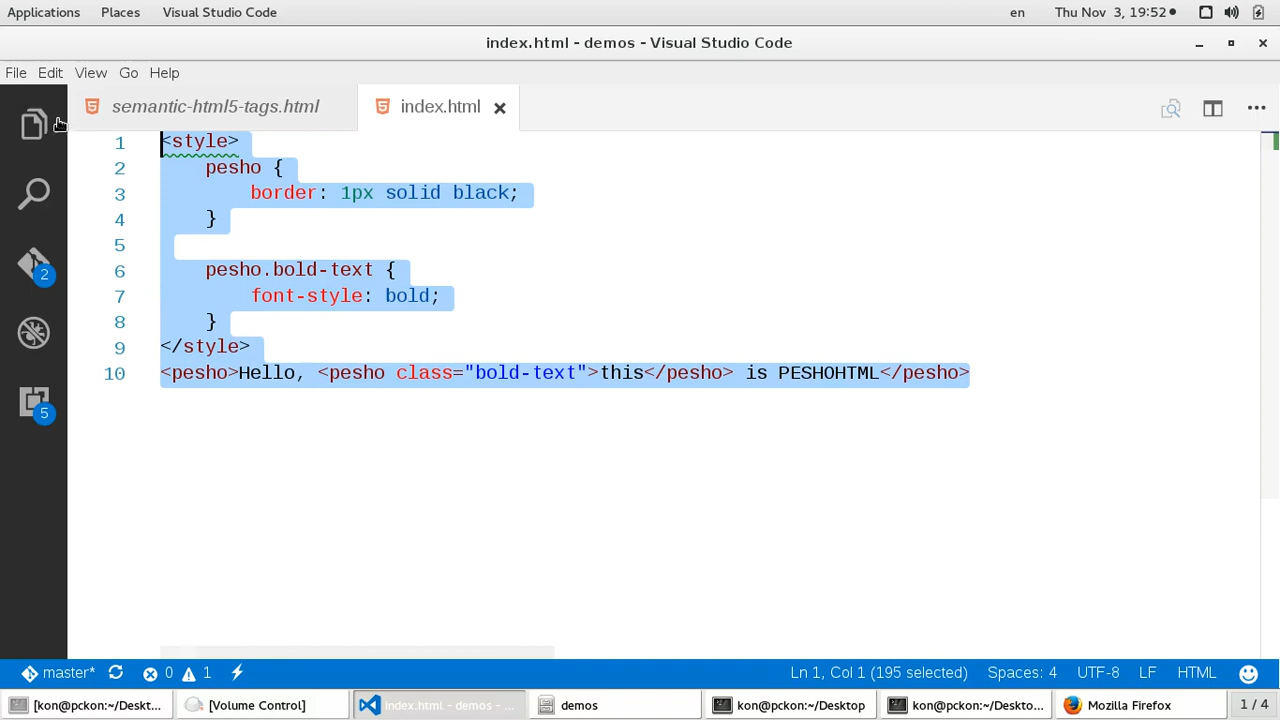 Applications Places Visual Studio Code en Thu Nov 3, 19:52
index.html - demos - Visual Studio Code
File Edit View Go Help
semantic-html5-tags.html index.html
1 <style>
2 pesho {
3 border: 1px solid black;
4 }
5
6 pesho.bold-text {
7 font-style: bold;
8 }
9 </style>
10 <pesho>Hello, <pesho class="bold-text">this</pesho> is PESHOHTML</pesho>
2
5
master* 0 1 Ln 1, Col 1 (195 selected) Spaces: 4 UTF-8 LF HTML
[kon@pckon:~/Deskt... [Volume Control] index.html - demos - ... demos kon@pckon:~/Desktop kon@pckon:~/Deskto... Mozilla Firefox 1 / 4